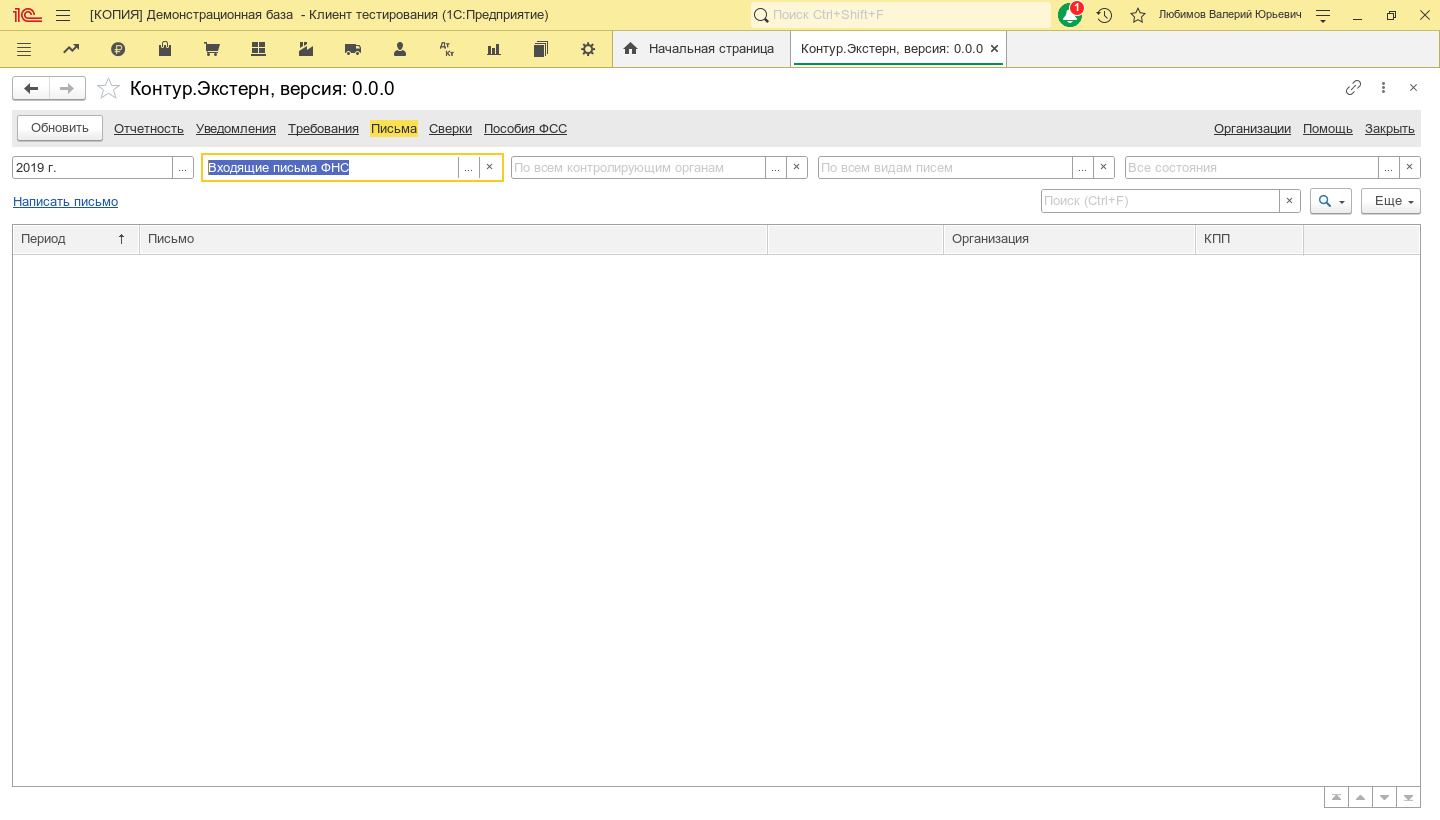 [КОПИЯ] Демонстрационная база - Клиент тестирования (1С:Предприятие)
Поиск Ctrl+Shift+F
1
Любимов Валерий Юрьевич
Дт Кт
Начальная страница
Контур.Экстерн, версия: 0.0.0
Контур.Экстерн, версия: 0.0.0
Обновить Отчетность Уведомления Требования Письма Сверки Пособия ФСС Организации Помощь Закрыть
2019 г. ... Входящие письма ФНС ... По всем контролирующим органам ... По всем видам писем ... Все состояния ...
Написать письмо Поиск (Ctrl+F) Еще
Период Письмо Организация КПП